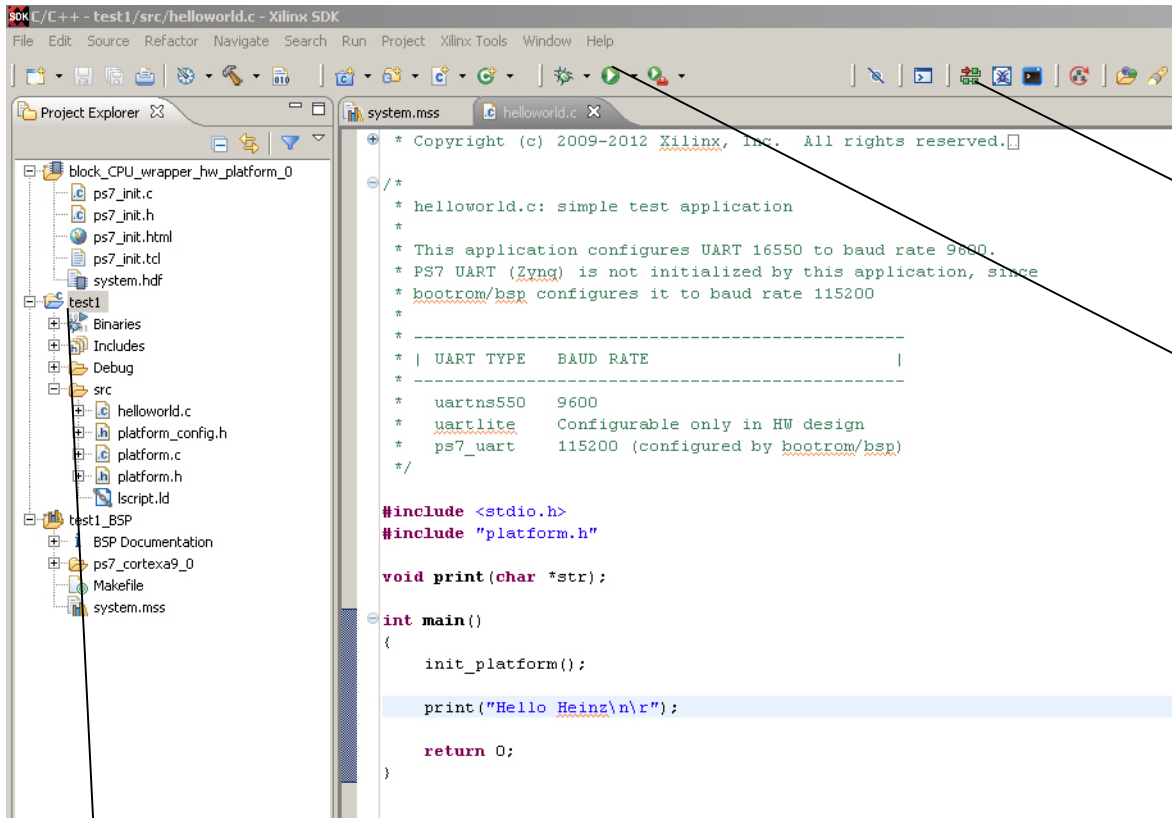 SDK C/C++ - test1/src/helloworld.c - Xilinx SDK
File Edit Source Refactor Navigate Search Run Project Xilinx Tools Window Help
010
Project Explorer
block_CPU_wrapper_hw_platform_0
ps7_init.c
ps7_init.h
ps7_init.html
ps7_init.tcl
system.hdf
test1
Binaries
Includes
Debug
src
helloworld.c
platform_config.h
platform.c
platform.h
lscript.ld
test1_BSP
BSP Documentation
ps7_cortexa9_0
Makefile
system.mss
system.mss helloworld.c
* Copyright (c) 2009-2012 Xilinx, Inc.  All rights reserved.
/*
* helloworld.c: simple test application
*
* This application configures UART 16550 to baud rate 9600.
* PS7 UART (Zynq) is not initialized by this application, since
* bootrom/bsp configures it to baud rate 115200
*
* ------------------------------------------------
* | UART TYPE   BAUD RATE                        |
* ------------------------------------------------
*   uartns550   9600
*   uartlite    Configurable only in HW design
*   ps7_uart    115200 (configured by bootrom/bsp)
*/
#include <stdio.h>
#include "platform.h"
void print(char *str);
int main()
{
init_platform();
print("Hello Heinz\n\r");
return 0;
}